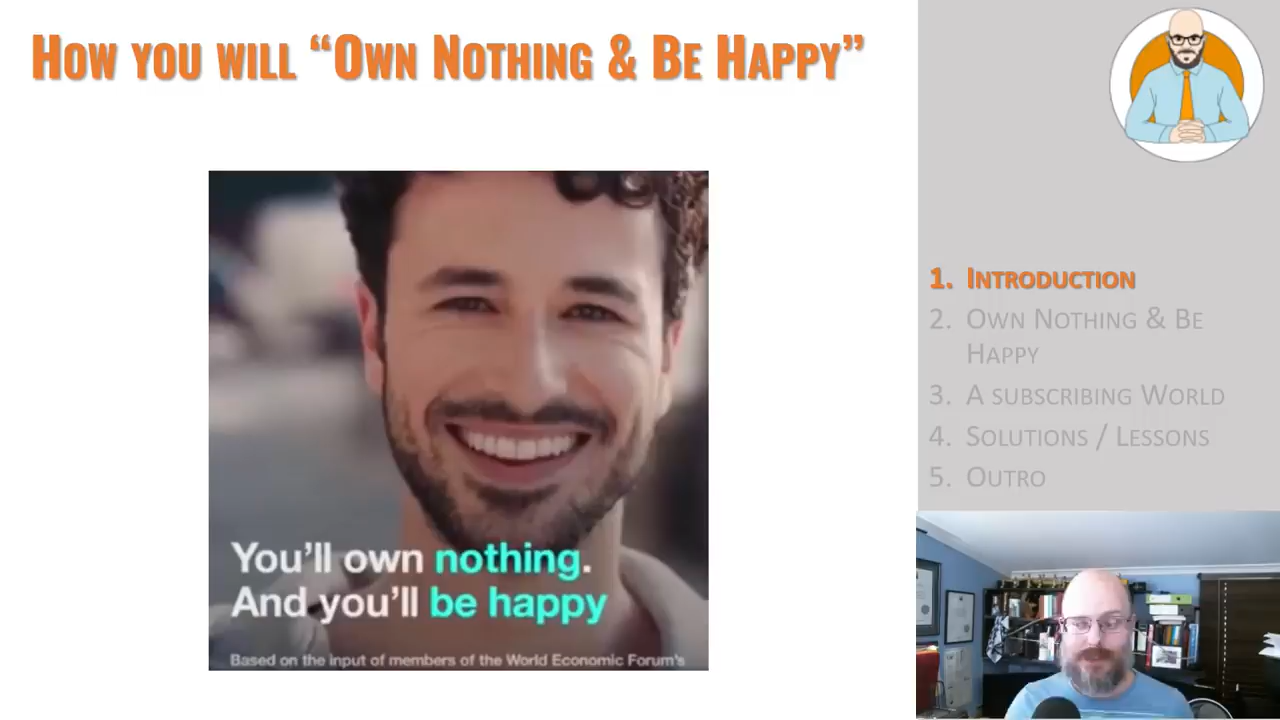 How you will “Own Nothing & Be Happy”
You’ll own nothing.
And you’ll be happy
Based on the input of members of the World Economic Forum’s
1. Introduction
2. Own Nothing & Be
Happy
3. A subscribing World
4. Solutions / Lessons
5. Outro